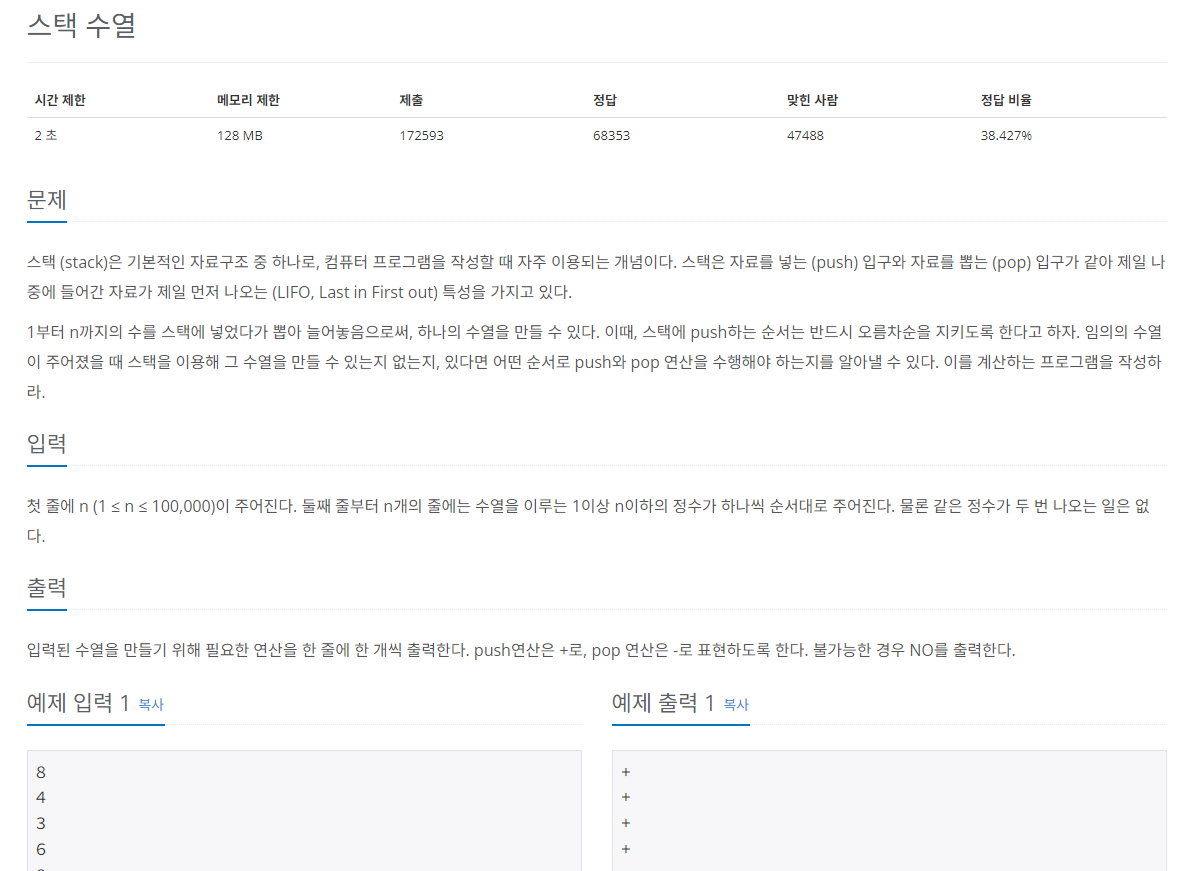 스택 수열
시간 제한 메모리 제한 제출 정답 맞힌 사람 정답 비율
2 초 128 MB 172593 68353 47488 38.427%
문제
스택 (stack)은 기본적인 자료구조 중 하나로, 컴퓨터 프로그램을 작성할 때 자주 이용되는 개념이다. 스택은 자료를 넣는 (push) 입구와 자료를 뽑는 (pop) 입구가 같아 제일 나
중에 들어간 자료가 제일 먼저 나오는 (LIFO, Last in First out) 특성을 가지고 있다.
1부터 n까지의 수를 스택에 넣었다가 뽑아 늘어놓음으로써, 하나의 수열을 만들 수 있다. 이때, 스택에 push하는 순서는 반드시 오름차순을 지키도록 한다고 하자. 임의의 수열
이 주어졌을 때 스택을 이용해 그 수열을 만들 수 있는지 없는지, 있다면 어떤 순서로 push와 pop 연산을 수행해야 하는지를 알아낼 수 있다. 이를 계산하는 프로그램을 작성하
라.
입력
첫 줄에 n (1 ≤ n ≤ 100,000)이 주어진다. 둘째 줄부터 n개의 줄에는 수열을 이루는 1이상 n이하의 정수가 하나씩 순서대로 주어진다. 물론 같은 정수가 두 번 나오는 일은 없
다.
출력
입력된 수열을 만들기 위해 필요한 연산을 한 줄에 한 개씩 출력한다. push연산은 +로, pop 연산은 -로 표현하도록 한다. 불가능한 경우 NO를 출력한다.
예제 입력 1 복사
8
4
3
6
예제 출력 1 복사
+
+
+
+